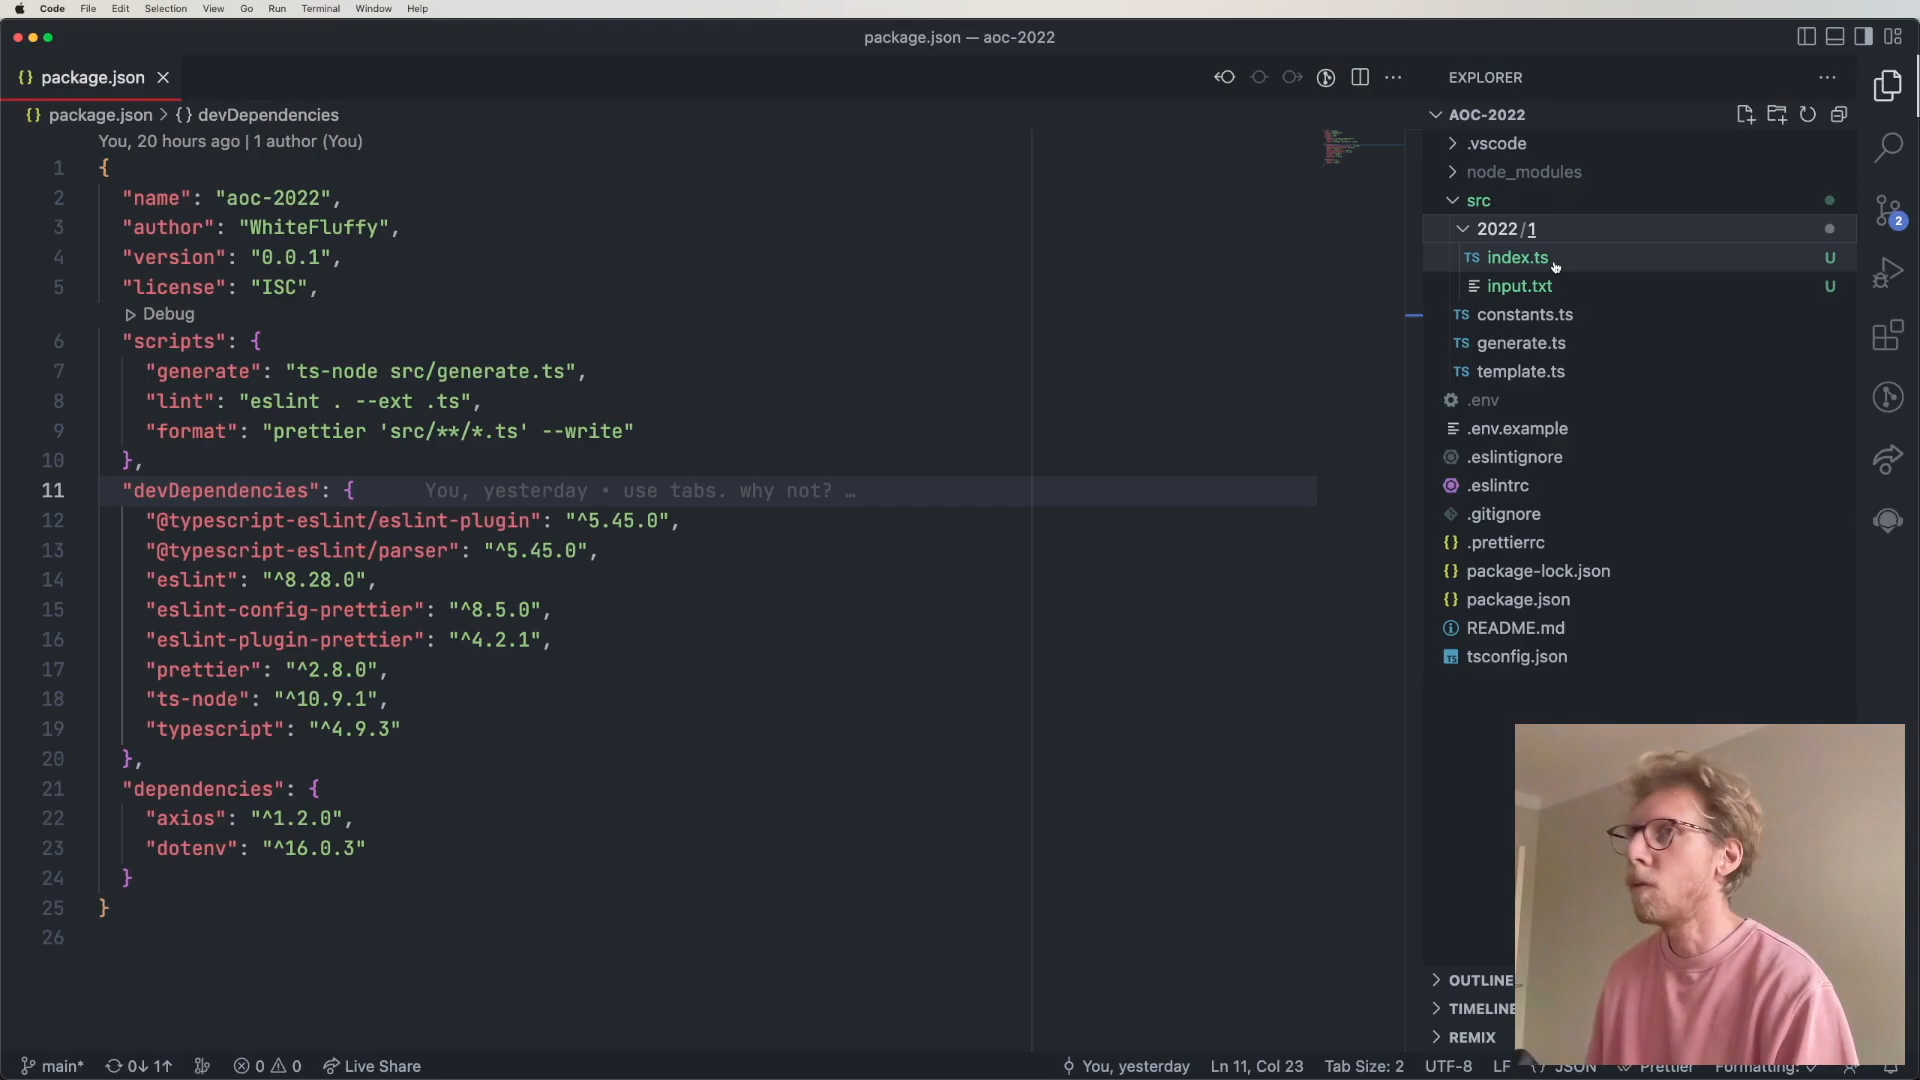 Code File Edit Selection View Go Run Terminal Window Help
package.json — aoc-2022
{} package.json ×
{} package.json > {} devDependencies
You, 20 hours ago | 1 author (You)
1 {
2 "name": "aoc-2022",
3 "author": "WhiteFluffy",
4 "version": "0.0.1",
5 "license": "ISC",
Debug
6 "scripts": {
7 "generate": "ts-node src/generate.ts",
8 "lint": "eslint . --ext .ts",
9 "format": "prettier 'src/**/*.ts' --write"
10 },
11 "devDependencies": { You, yesterday • use tabs. why not? …
12 "@typescript-eslint/eslint-plugin": "^5.45.0",
13 "@typescript-eslint/parser": "^5.45.0",
14 "eslint": "^8.28.0",
15 "eslint-config-prettier": "^8.5.0",
16 "eslint-plugin-prettier": "^4.2.1",
17 "prettier": "^2.8.0",
18 "ts-node": "^10.9.1",
19 "typescript": "^4.9.3"
20 },
21 "dependencies": {
22 "axios": "^1.2.0",
23 "dotenv": "^16.0.3"
24 }
25 }
26
EXPLORER
AOC-2022
.vscode
node_modules
src
2022/1
TS index.ts U
input.txt U
TS constants.ts
TS generate.ts
TS template.ts
.env
.env.example
.eslintignore
.eslintrc
.gitignore
{} .prettierrc
{} package-lock.json
{} package.json
README.md
TS tsconfig.json
OUTLINE
TIMELINE
REMIX
2
main* 0↓ 1↑ 0 0 Live Share
You, yesterday Ln 11, Col 23 Tab Size: 2 UTF-8 LF {} JSON Prettier Formatting: ✓